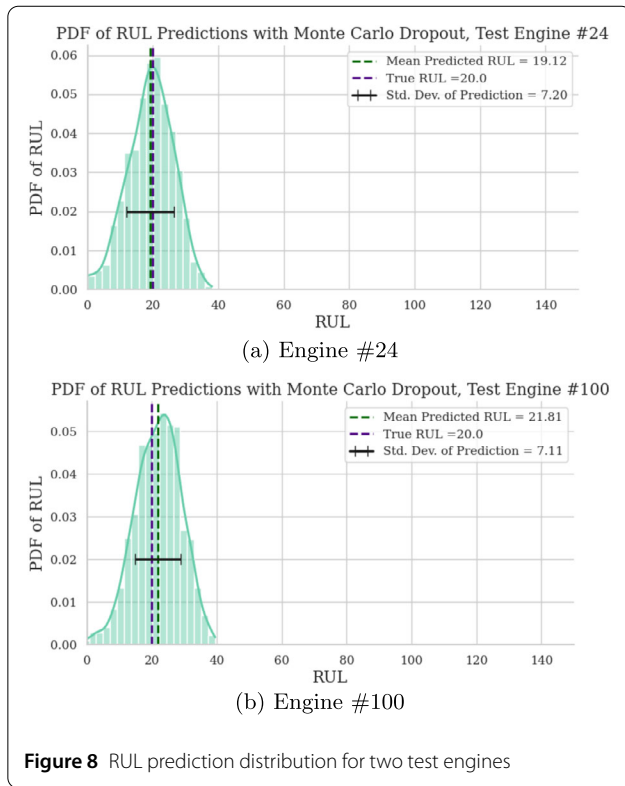 PDF of RUL Predictions with Monte Carlo Dropout, Test Engine #24
0.06
0.05
0.04
0.03
0.02
0.01
0.00
PDF of RUL
Mean Predicted RUL = 19.12
True RUL =20.0
Std. Dev. of Prediction = 7.20
0 20 40 60 80 100 120 140
RUL
(a) Engine #24
PDF of RUL Predictions with Monte Carlo Dropout, Test Engine #100
0.05
0.04
0.03
0.02
0.01
0.00
PDF of RUL
Mean Predicted RUL = 21.81
True RUL =20.0
Std. Dev. of Prediction = 7.11
0 20 40 60 80 100 120 140
RUL
(b) Engine #100
Figure 8 RUL prediction distribution for two test engines